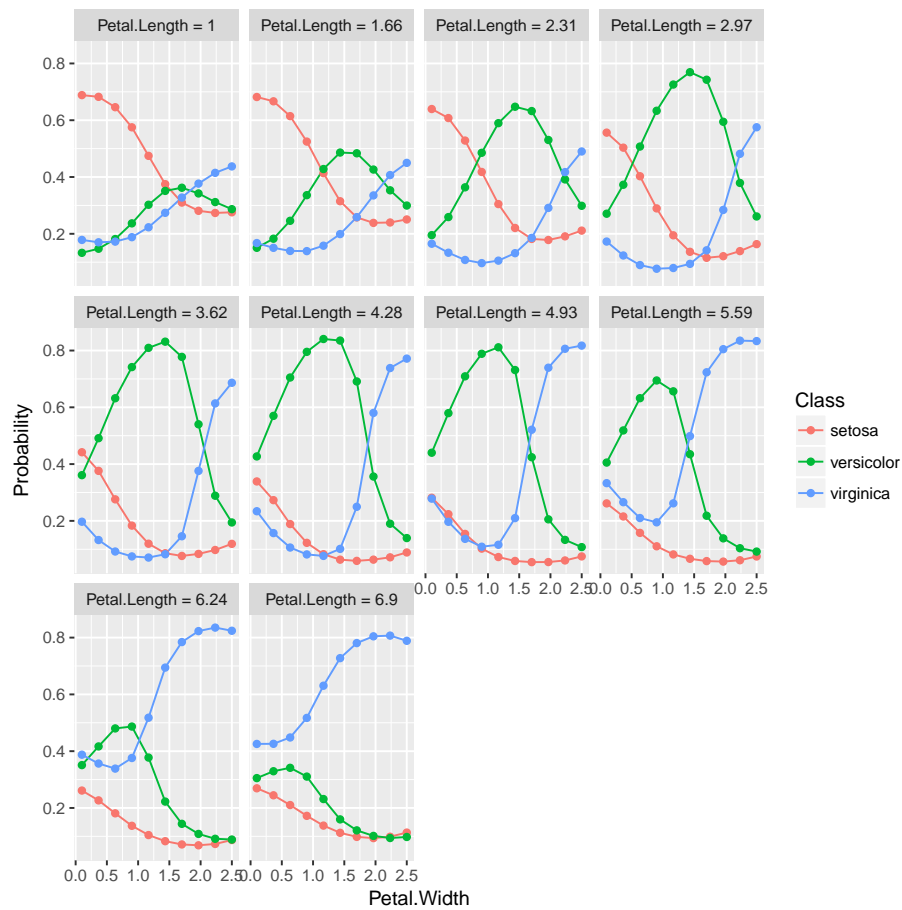 Petal.Length = 1 Petal.Length = 1.66 Petal.Length = 2.31 Petal.Length = 2.97
0.8
0.6
0.4
0.2
Petal.Length = 3.62 Petal.Length = 4.28 Petal.Length = 4.93 Petal.Length = 5.59
0.8
0.6
0.4
0.2
0.0 0.5 1.0 1.5 2.0 2.5 0.0 0.5 1.0 1.5 2.0 2.5
Petal.Length = 6.24 Petal.Length = 6.9
0.8
0.6
0.4
0.2
0.0 0.5 1.0 1.5 2.0 2.5 0.0 0.5 1.0 1.5 2.0 2.5
Petal.Width
Probability
Class
setosa
versicolor
virginica